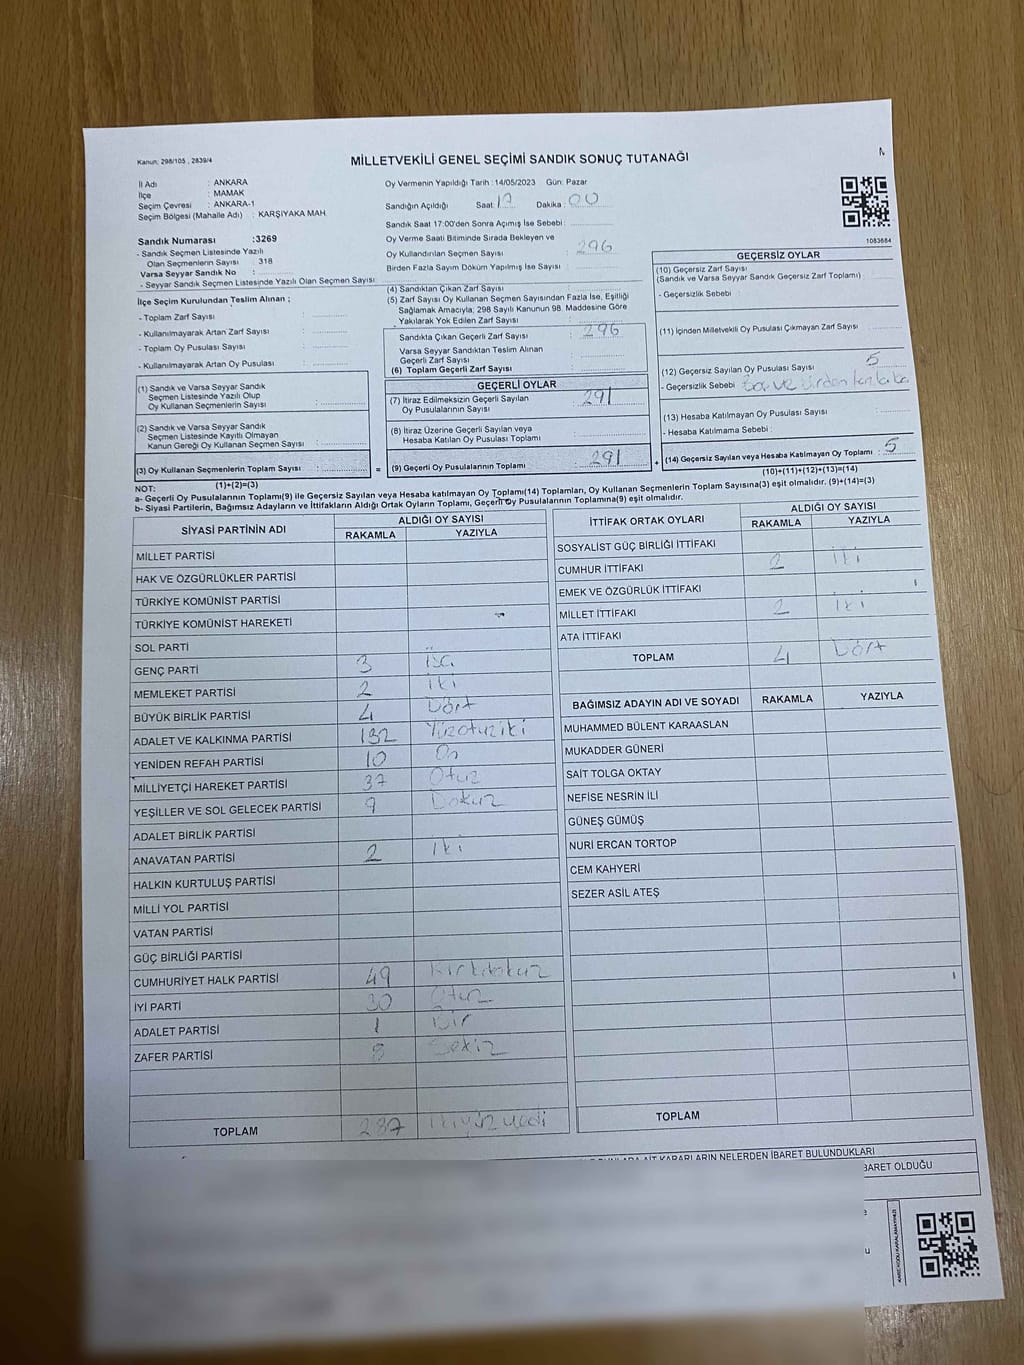 Kanun: 298/105 , 2839/4
MİLLETVEKİLİ GENEL SEÇİMİ SANDIK SONUÇ TUTANAĞI
İl Adı : ANKARA
İlçe : MAMAK
Seçim Çevresi : ANKARA-1
Seçim Bölgesi (Mahalle Adı) : KARŞIYAKA MAH.
Oy Vermenin Yapıldığı Tarih :14/05/2023 Gün: Pazar
Sandığın Açıldığı Saat: 17 Dakika : 00
Sandık Saat 17:00'den Sonra Açımış İse Sebebi :
Sandık Numarası :3269
- Sandık Seçmen Listesinde Yazılı
Olan Seçmenlerin Sayısı : 318
Varsa Seyyar Sandık No :
- Seyyar Sandık Seçmen Listesinde Yazılı Olan Seçmen Sayısı:
Oy Verme Saati Bitiminde Sırada Bekleyen ve
Oy Kullandırılan Seçmen Sayısı : 296
Birden Fazla Sayım Döküm Yapılmış İse Sayısı :
1083684
İlçe Seçim Kurulundan Teslim Alınan ;
- Toplam Zarf Sayısı :
- Kullanılmayarak Artan Zarf Sayısı :
- Toplam Oy Pusulası Sayısı :
- Kullanılmayarak Artan Oy Pusulası :
(1) Sandık ve Varsa Seyyar Sandık
Seçmen Listesinde Yazılı Olup
Oy Kullanan Seçmenlerin Sayısı :
(2) Sandık ve Varsa Seyyar Sandık
Seçmen Listesinde Kayıtlı Olmayan
Kanun Gereği Oy Kullanan Seçmen Sayısı :
(3) Oy Kullanan Seçmenlerin Toplam Sayısı :
(1)+(2)=(3)
(4) Sandıktan Çıkan Zarf Sayısı :
(5) Zarf Sayısı Oy Kullanan Seçmen Sayısından Fazla İse, Eşitliği
Sağlamak Amacıyla; 298 Sayılı Kanunun 98. Maddesine Göre
Yakılarak Yok Edilen Zarf Sayısı :
Sandıkta Çıkan Geçerli Zarf Sayısı : 296
Varsa Seyyar Sandıktan Teslim Alınan
Geçerli Zarf Sayısı :
(6) Toplam Geçerli Zarf Sayısı :
GEÇERLİ OYLAR
(7) İtiraz Edilmeksizin Geçerli Sayılan
Oy Pusulalarının Sayısı : 291
(8) İtiraz Üzerine Geçerli Sayılan veya
Hesaba Katılan Oy Pusulası Toplamı :
= (9) Geçerli Oy Pusulalarının Toplamı : 291 +
GEÇERSİZ OYLAR
(10) Geçersiz Zarf Sayısı
(Sandık ve Varsa Seyyar Sandık Geçersiz Zarf Toplamı) :
- Geçersizlik Sebebi :
(11) İçinden Milletvekili Oy Pusulası Çıkmayan Zarf Sayısı :
(12) Geçersiz Sayılan Oy Pusulası Sayısı : 5
- Geçersizlik Sebebi
(13) Hesaba Katılmayan Oy Pusulası Sayısı :
- Hesaba Katılmama Sebebi :
(14) Geçersiz Sayılan veya Hesaba Katılmayan Oy Toplamı : 5
(10)+(11)+(12)+(13)=(14)
NOT:
a- Geçerli Oy Pusulalarının Toplamı(9) ile Geçersiz Sayılan veya Hesaba katılmayan Oy Toplamı(14) Toplamları, Oy Kullanan Seçmenlerin Toplam Sayısına(3) eşit olmalıdır. (9)+(14)=(3)
b- Siyasi Partilerin, Bağımsız Adayların ve İttifakların Aldığı Ortak Oyların Toplamı, Geçerli Oy Pusulalarının Toplamına(9) eşit olmalıdır.
SİYASİ PARTİNİN ADI ALDIĞI OY SAYISI
RAKAMLA YAZIYLA
MİLLET PARTİSİ
HAK VE ÖZGÜRLÜKLER PARTİSİ
TÜRKİYE KOMÜNİST PARTİSİ
TÜRKİYE KOMÜNİST HAREKETİ
SOL PARTİ
GENÇ PARTİ 3 üç
MEMLEKET PARTİSİ 2 iki
BÜYÜK BİRLİK PARTİSİ 4 Dört
ADALET VE KALKINMA PARTİSİ 132 Yüzotuziki
YENİDEN REFAH PARTİSİ 10 On
MİLLİYETÇİ HAREKET PARTİSİ 37 Otuz
YEŞİLLER VE SOL GELECEK PARTİSİ 9 Dokuz
ADALET BİRLİK PARTİSİ
ANAVATAN PARTİSİ 2 iki
HALKIN KURTULUŞ PARTİSİ
MİLLİ YOL PARTİSİ
VATAN PARTİSİ
GÜÇ BİRLİĞİ PARTİSİ
CUMHURİYET HALK PARTİSİ 49 Kırkdokuz
İYİ PARTİ 30 Otuz
ADALET PARTİSİ 1 Bir
ZAFER PARTİSİ 8 Sekiz
TOPLAM 287
İTTİFAK ORTAK OYLARI ALDIĞI OY SAYISI
RAKAMLA YAZIYLA
SOSYALİST GÜÇ BİRLİĞİ İTTİFAKI
CUMHUR İTTİFAKI 2 iki
EMEK VE ÖZGÜRLÜK İTTİFAKI
MİLLET İTTİFAKI 2 iki
ATA İTTİFAKI
TOPLAM 4 Dört
BAĞIMSIZ ADAYIN ADI VE SOYADI RAKAMLA YAZIYLA
MUHAMMED BÜLENT KARAASLAN
MUKADDER GÜNERİ
SAİT TOLGA OKTAY
NEFİSE NESRİN İLİ
GÜNEŞ GÜMÜŞ
NURİ ERCAN TORTOP
CEM KAHYERİ
SEZER ASİL ATEŞ
TOPLAM
KARARLARIN NELERDEN İBARET BULUNDUKLARI
BARET OLDUĞU